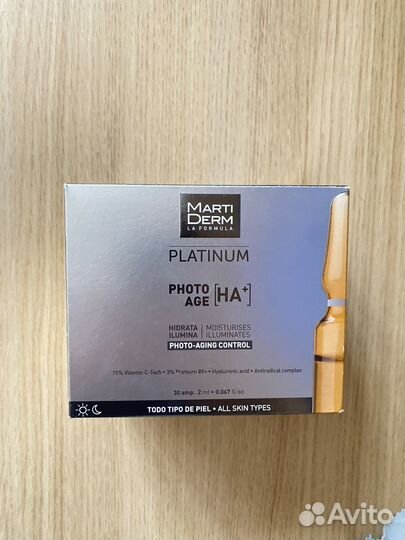 MARTI
DERM
LA FORMULA
PLATINUM
PHOTO
AGE [HA+]
HIDRATA | MOISTURISES
ILUMINA | ILLUMINATES
PHOTO-AGING CONTROL
15% Vitamin C-Tech • 3% Proteum 89+ • Hyaluronic acid • Antiradical complex
30 amp. 2 ml • 0.067 fl. oz.
TODO TIPO DE PIEL • ALL SKIN TYPES
Avito